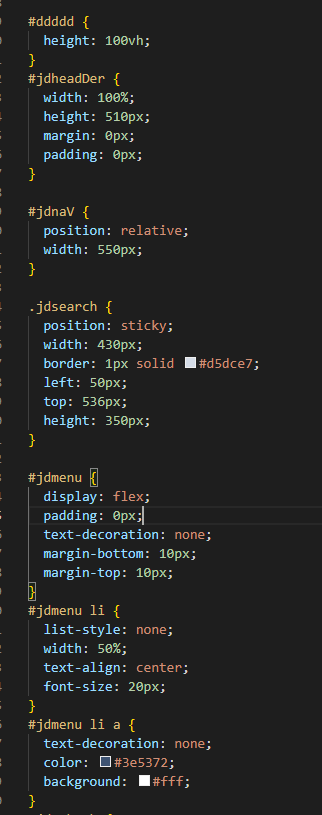 #ddddd {
height: 100vh;
}
#jdheadDer {
width: 100%;
height: 510px;
margin: 0px;
padding: 0px;
}
#jdnaV {
position: relative;
width: 550px;
}
.jdsearch {
position: sticky;
width: 430px;
border: 1px solid #d5dce7;
left: 50px;
top: 536px;
height: 350px;
}
#jdmenu {
display: flex;
padding: 0px;
text-decoration: none;
margin-bottom: 10px;
margin-top: 10px;
}
#jdmenu li {
list-style: none;
width: 50%;
text-align: center;
font-size: 20px;
}
#jdmenu li a {
text-decoration: none;
color: #3e5372;
background: #fff;
}